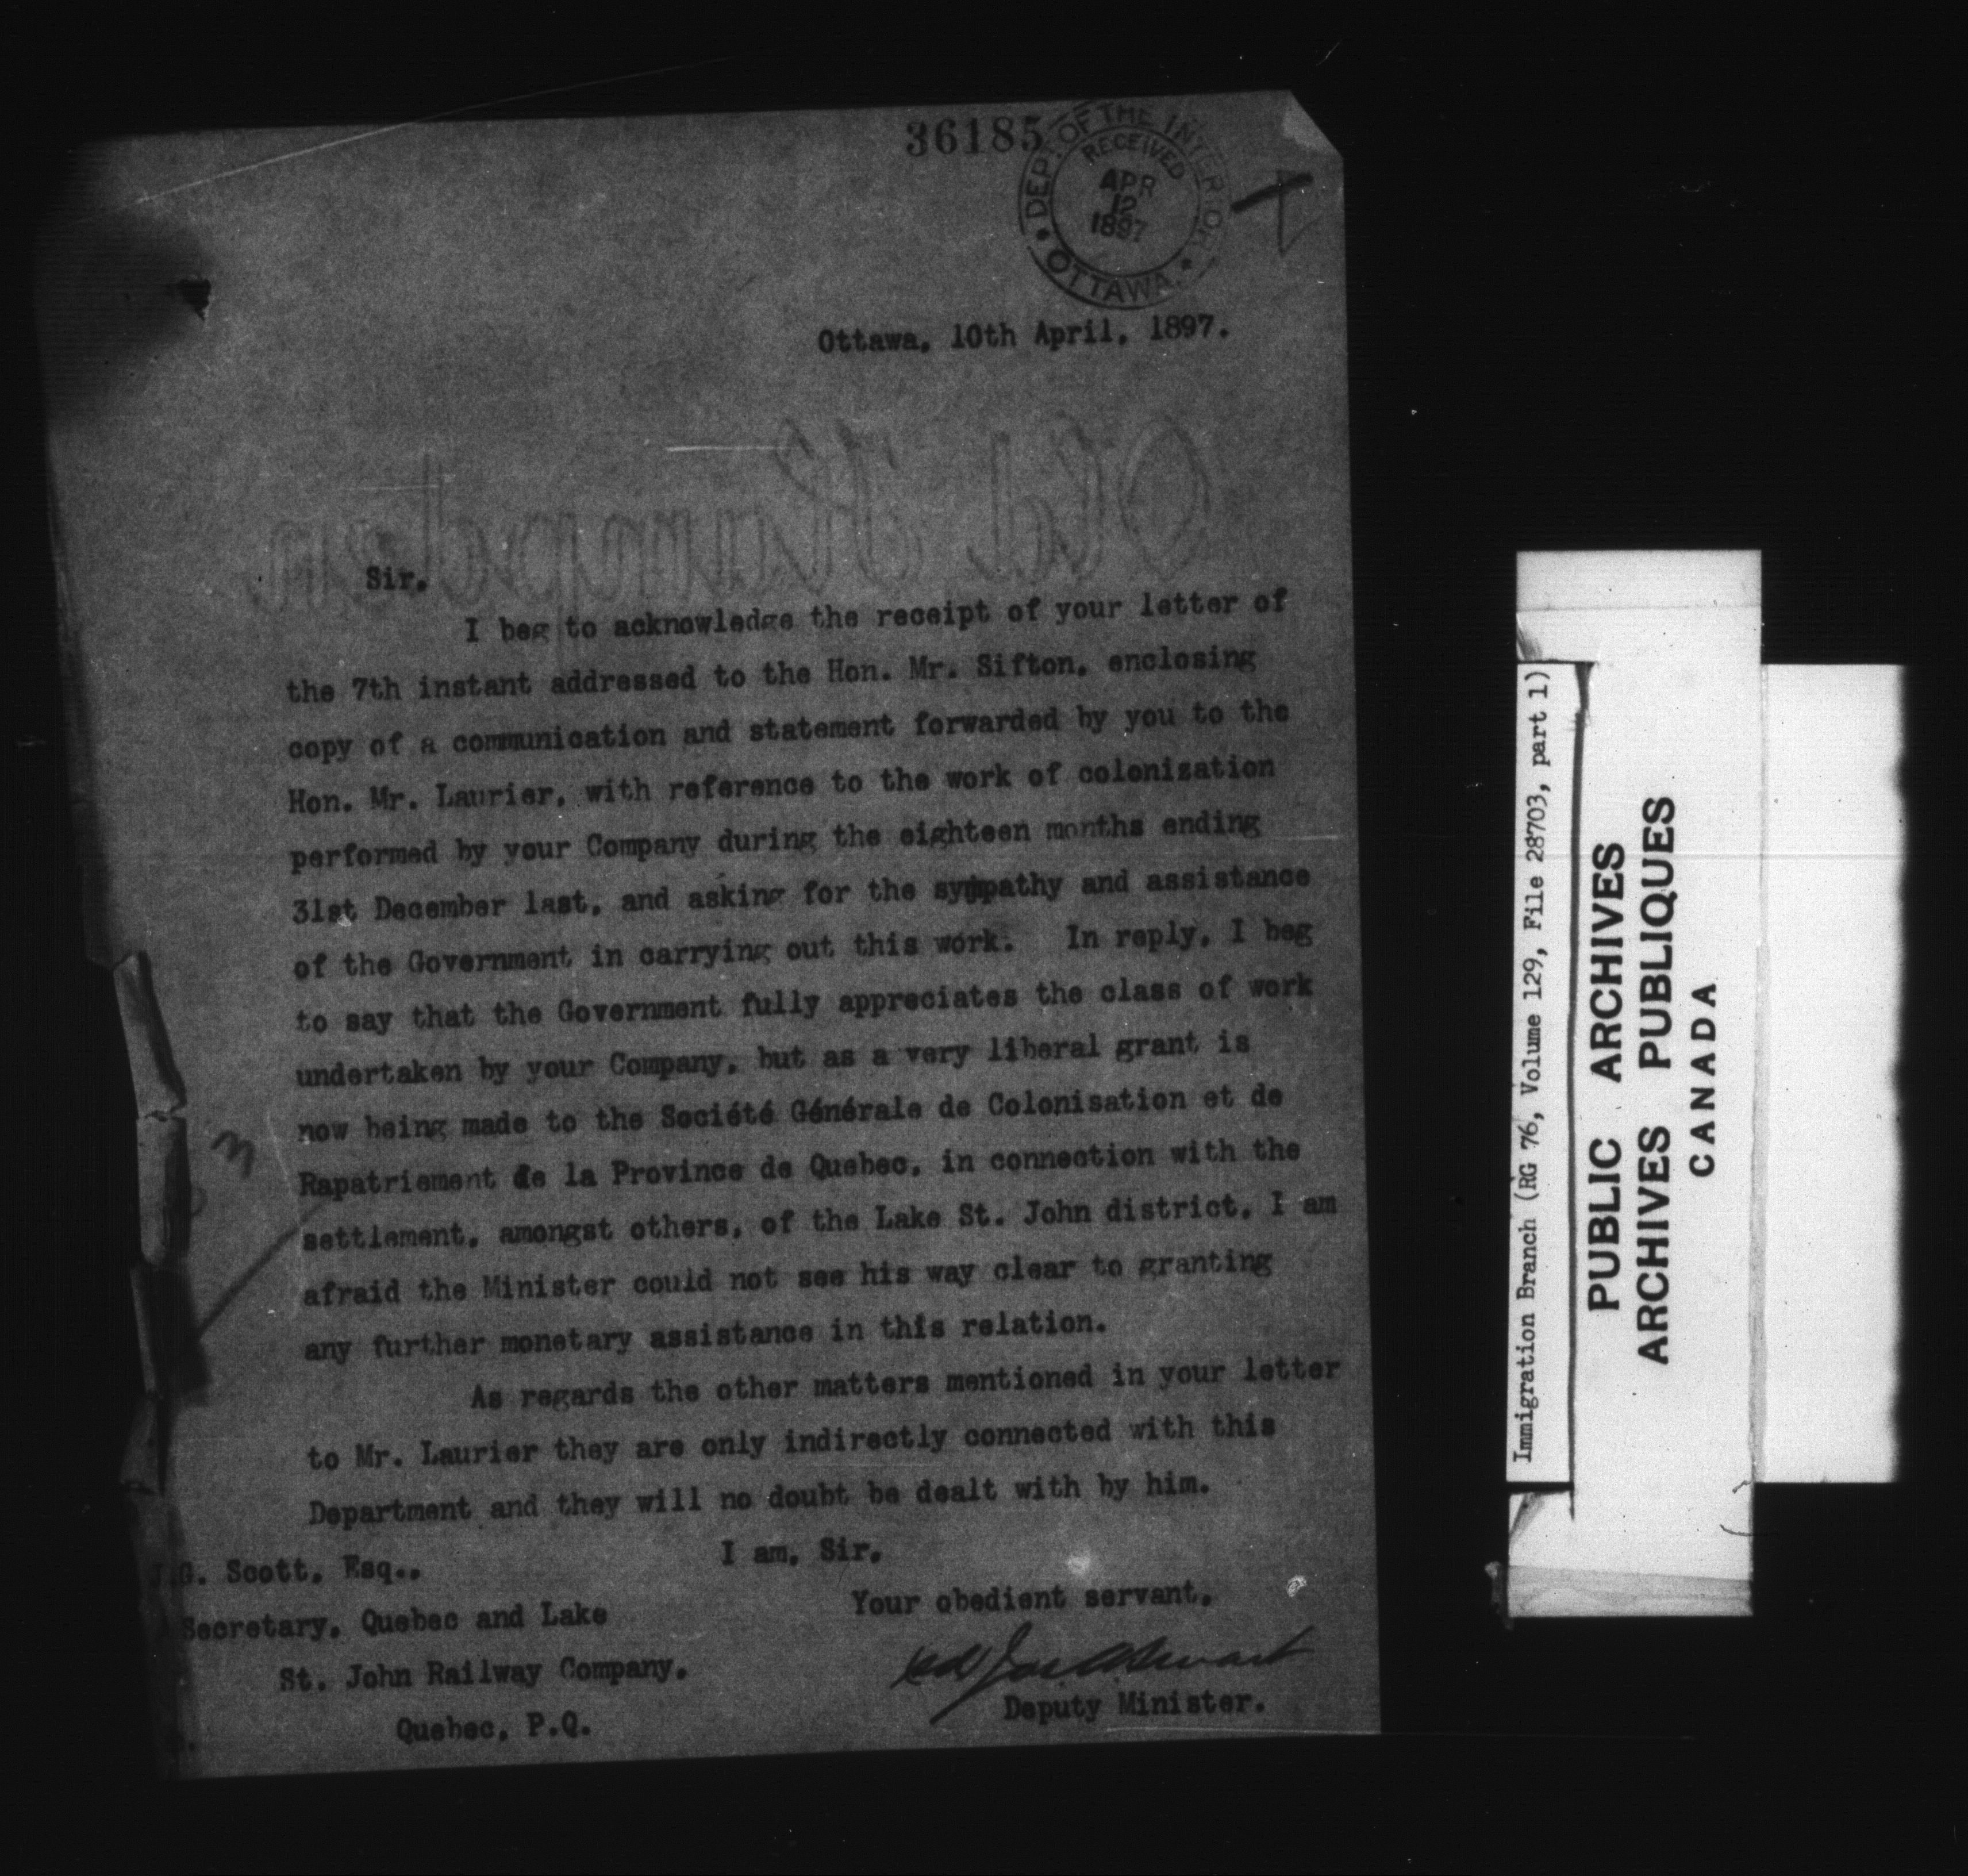 36185
DEPT. OF THE INTERIOR
RECEIVED
APR
12
1897
OTTAWA
Ottawa, 10th April, 1897.
Old Hampden
Sir,
I beg to acknowledge the receipt of your letter of
the 7th instant addressed to the Hon. Mr. Sifton, enclosing
copy of a communication and statement forwarded by you to the
Hon. Mr. Laurier, with reference to the work of colonization
performed by your Company during the eighteen months ending
31st December last, and asking for the sympathy and assistance
of the Government in carrying out this work. In reply, I beg
to say that the Government fully appreciates the class of work
undertaken by your Company, but as a very liberal grant is
now being made to the Société Générale de Colonisation et de
Rapatriement de la Province de Quebec, in connection with the
settlement, amongst others, of the Lake St. John district, I am
afraid the Minister could not see his way clear to granting
any further monetary assistance in this relation.
As regards the other matters mentioned in your letter
to Mr. Laurier they are only indirectly connected with this
Department and they will no doubt be dealt with by him.
I am, Sir,
Your obedient servant,
Deputy Minister.
J.G. Scott, Esq.,
Secretary, Quebec and Lake
St. John Railway Company,
Quebec, P.Q.
Immigration Branch (RG 76, Volume 129, File 28703, part 1)
PUBLIC ARCHIVES
ARCHIVES PUBLIQUES
CANADA